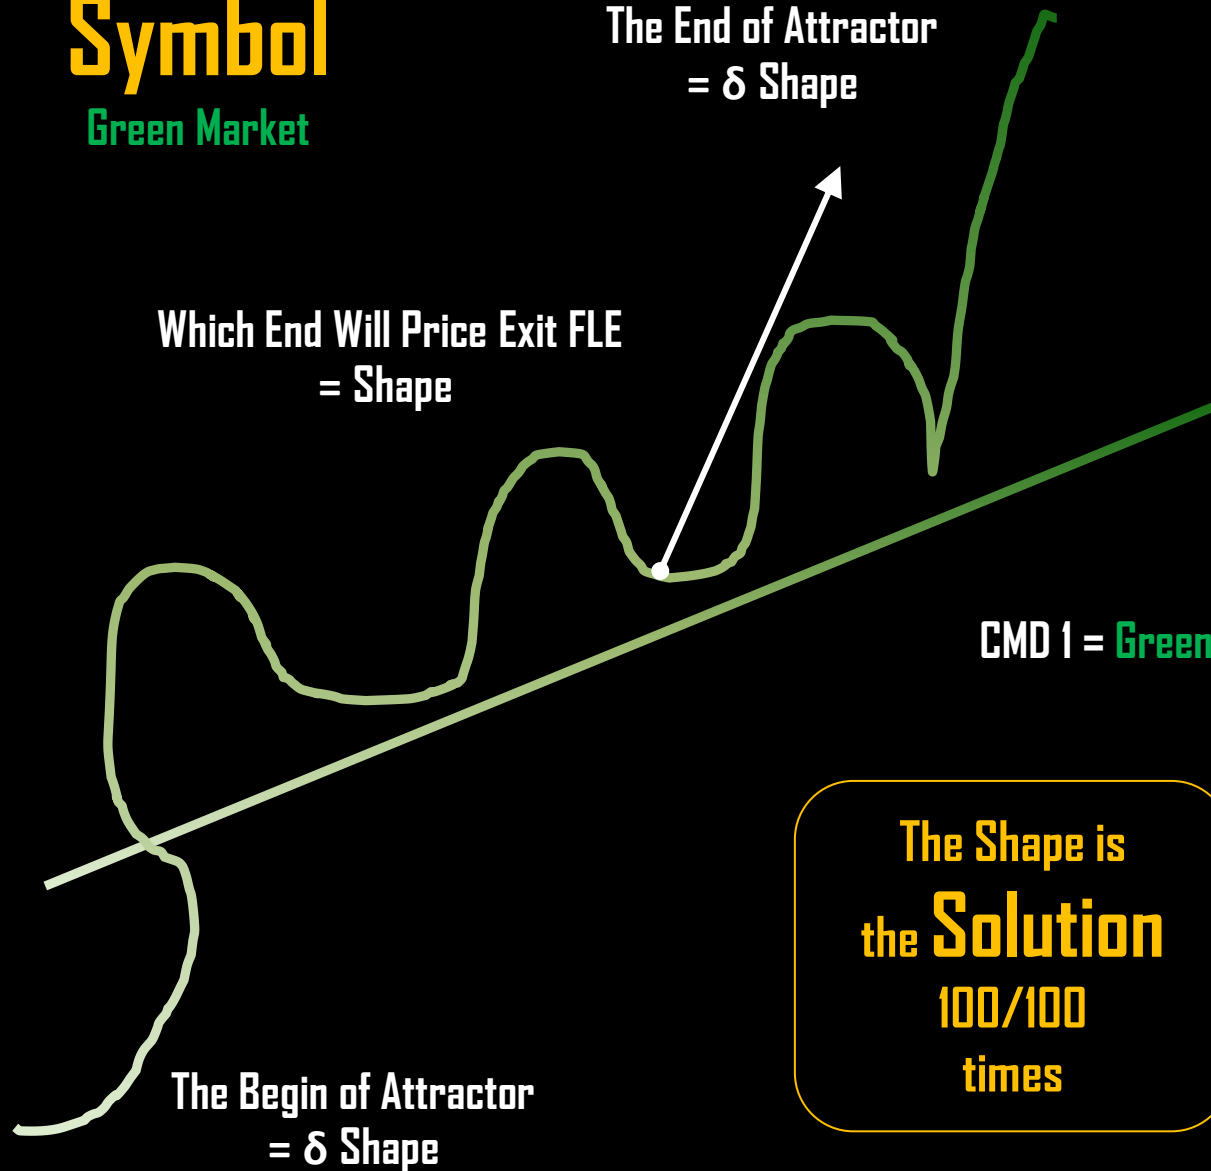 Symbol
Green Market
The End of Attractor
= δ Shape
Which End Will Price Exit FLE
= Shape
CMD 1 = Green
The Shape is
the Solution
100/100
times
The Begin of Attractor
= δ Shape